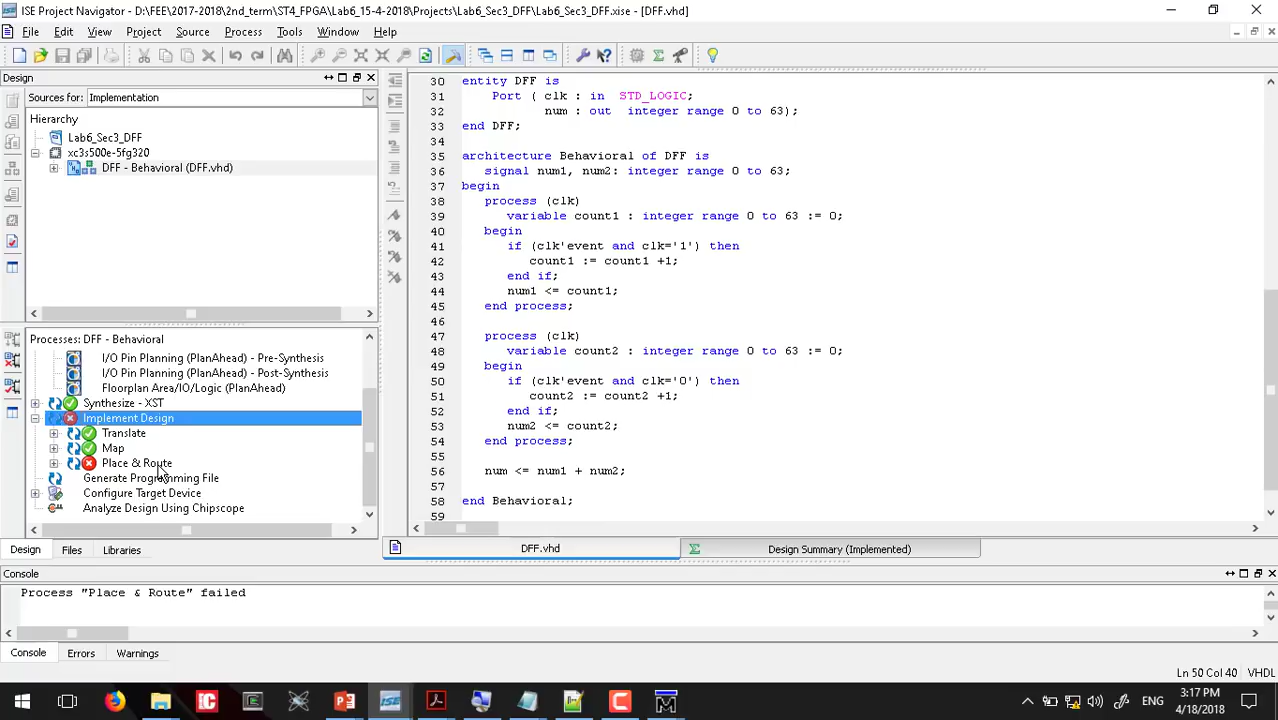 ISE Project Navigator - D:\FEE\2017-2018\2nd_term\ST4_FPGA\Lab6_15-4-2018\Projects\Lab6_Sec3_DFF\Lab6_Sec3_DFF.xise - [DFF.vhd]
File Edit View Project Source Process Tools Window Help
Design
Sources for: Implementation
Hierarchy
Lab6_Sec3_DFF
xc3s500e-5fg320
DFF - Behavioral (DFF.vhd)
Processes: DFF - Behavioral
I/O Pin Planning (PlanAhead) - Pre-Synthesis
I/O Pin Planning (PlanAhead) - Post-Synthesis
Floorplan Area/IO/Logic (PlanAhead)
Synthesize - XST
Implement Design
Translate
Map
Place & Route
Generate Programming File
Configure Target Device
Analyze Design Using Chipscope
Design Files Libraries
30 entity DFF is
31 Port ( clk : in STD_LOGIC;
32 num : out integer range 0 to 63);
33 end DFF;
34
35 architecture Behavioral of DFF is
36 signal num1, num2: integer range 0 to 63;
37 begin
38 process (clk)
39 variable count1 : integer range 0 to 63 := 0;
40 begin
41 if (clk'event and clk='1') then
42 count1 := count1 +1;
43 end if;
44 num1 <= count1;
45 end process;
46
47 process (clk)
48 variable count2 : integer range 0 to 63 := 0;
49 begin
50 if (clk'event and clk='0') then
51 count2 := count2 +1;
52 end if;
53 num2 <= count2;
54 end process;
55
56 num <= num1 + num2;
57
58 end Behavioral;
59
DFF.vhd Design Summary (Implemented)
Console
Process "Place & Route" failed
Console Errors Warnings
Ln 50 Col 40 VHDL
ENG
3:17 PM
4/18/2018